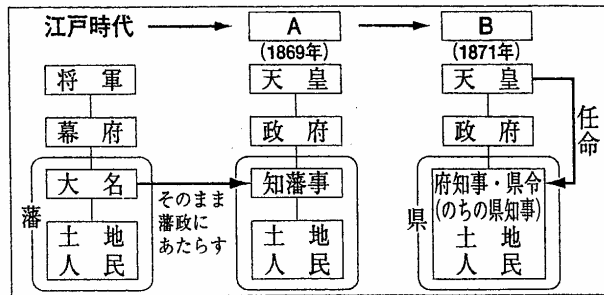 江戸時代 A B
(1869年) (1871年)
将軍 天皇 天皇
幕府 政府 政府
任命
藩
大名 そのまま藩政にあたらす 知藩事
土地
人民
土地
人民
県
府知事・県令
(のちの県知事)
土地
人民